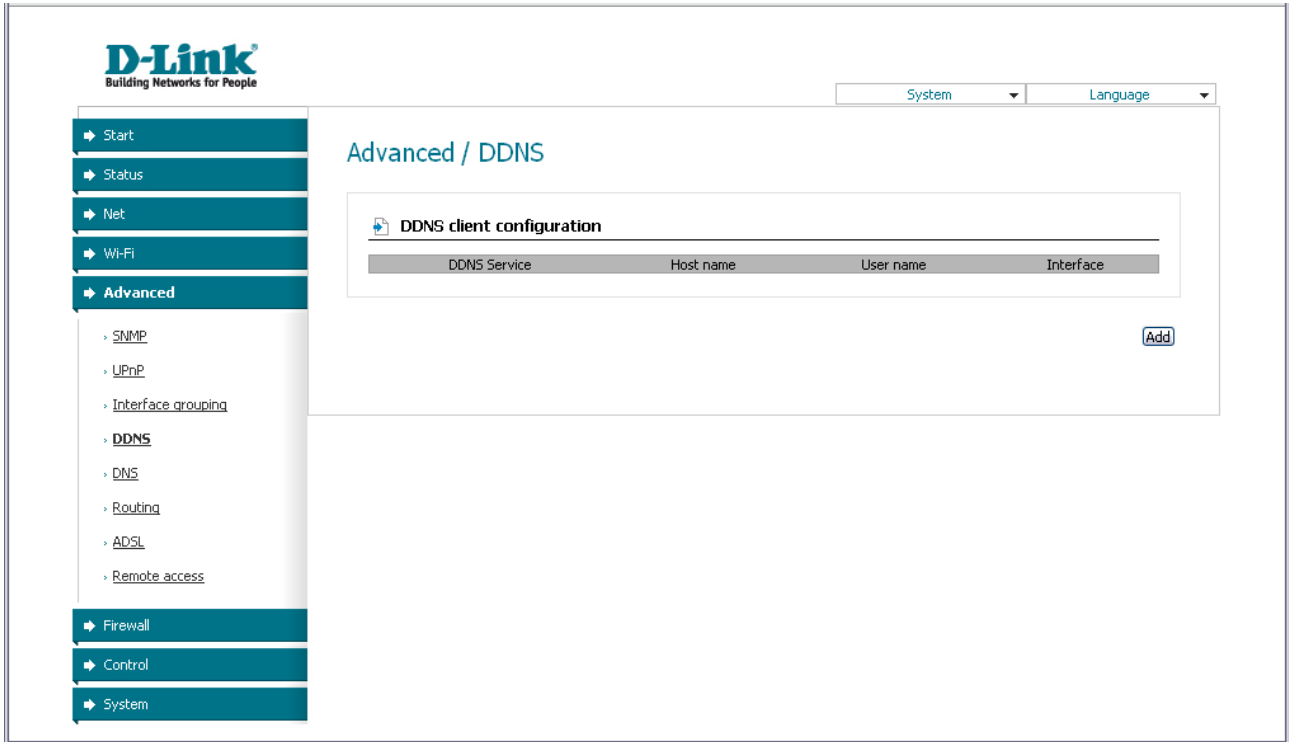 D-Link®
Building Networks for People
System Language
Start
Status
Net
Wi-Fi
Advanced
SNMP
UPnP
Interface grouping
DDNS
DNS
Routing
ADSL
Remote access
Firewall
Control
System
Advanced / DDNS
DDNS client configuration
DDNS Service Host name User name Interface
Add